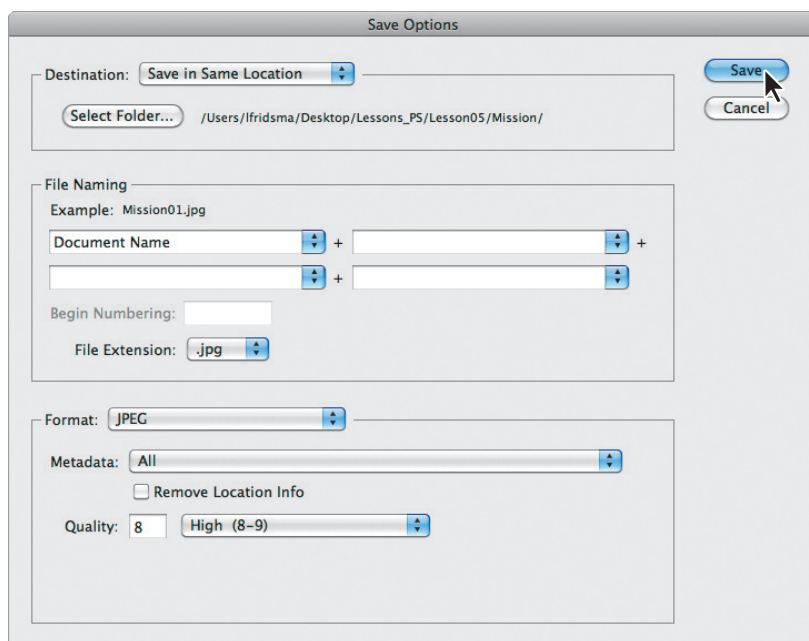 Save Options
Destination: Save in Same Location
Save
Select Folder... /Users/lfridsma/Desktop/Lessons_PS/Lesson05/Mission/
Cancel
File Naming
Example: Mission01.jpg
Document Name + +
+
Begin Numbering:
File Extension: .jpg
Format: JPEG
Metadata: All
Remove Location Info
Quality: 8 High (8–9)